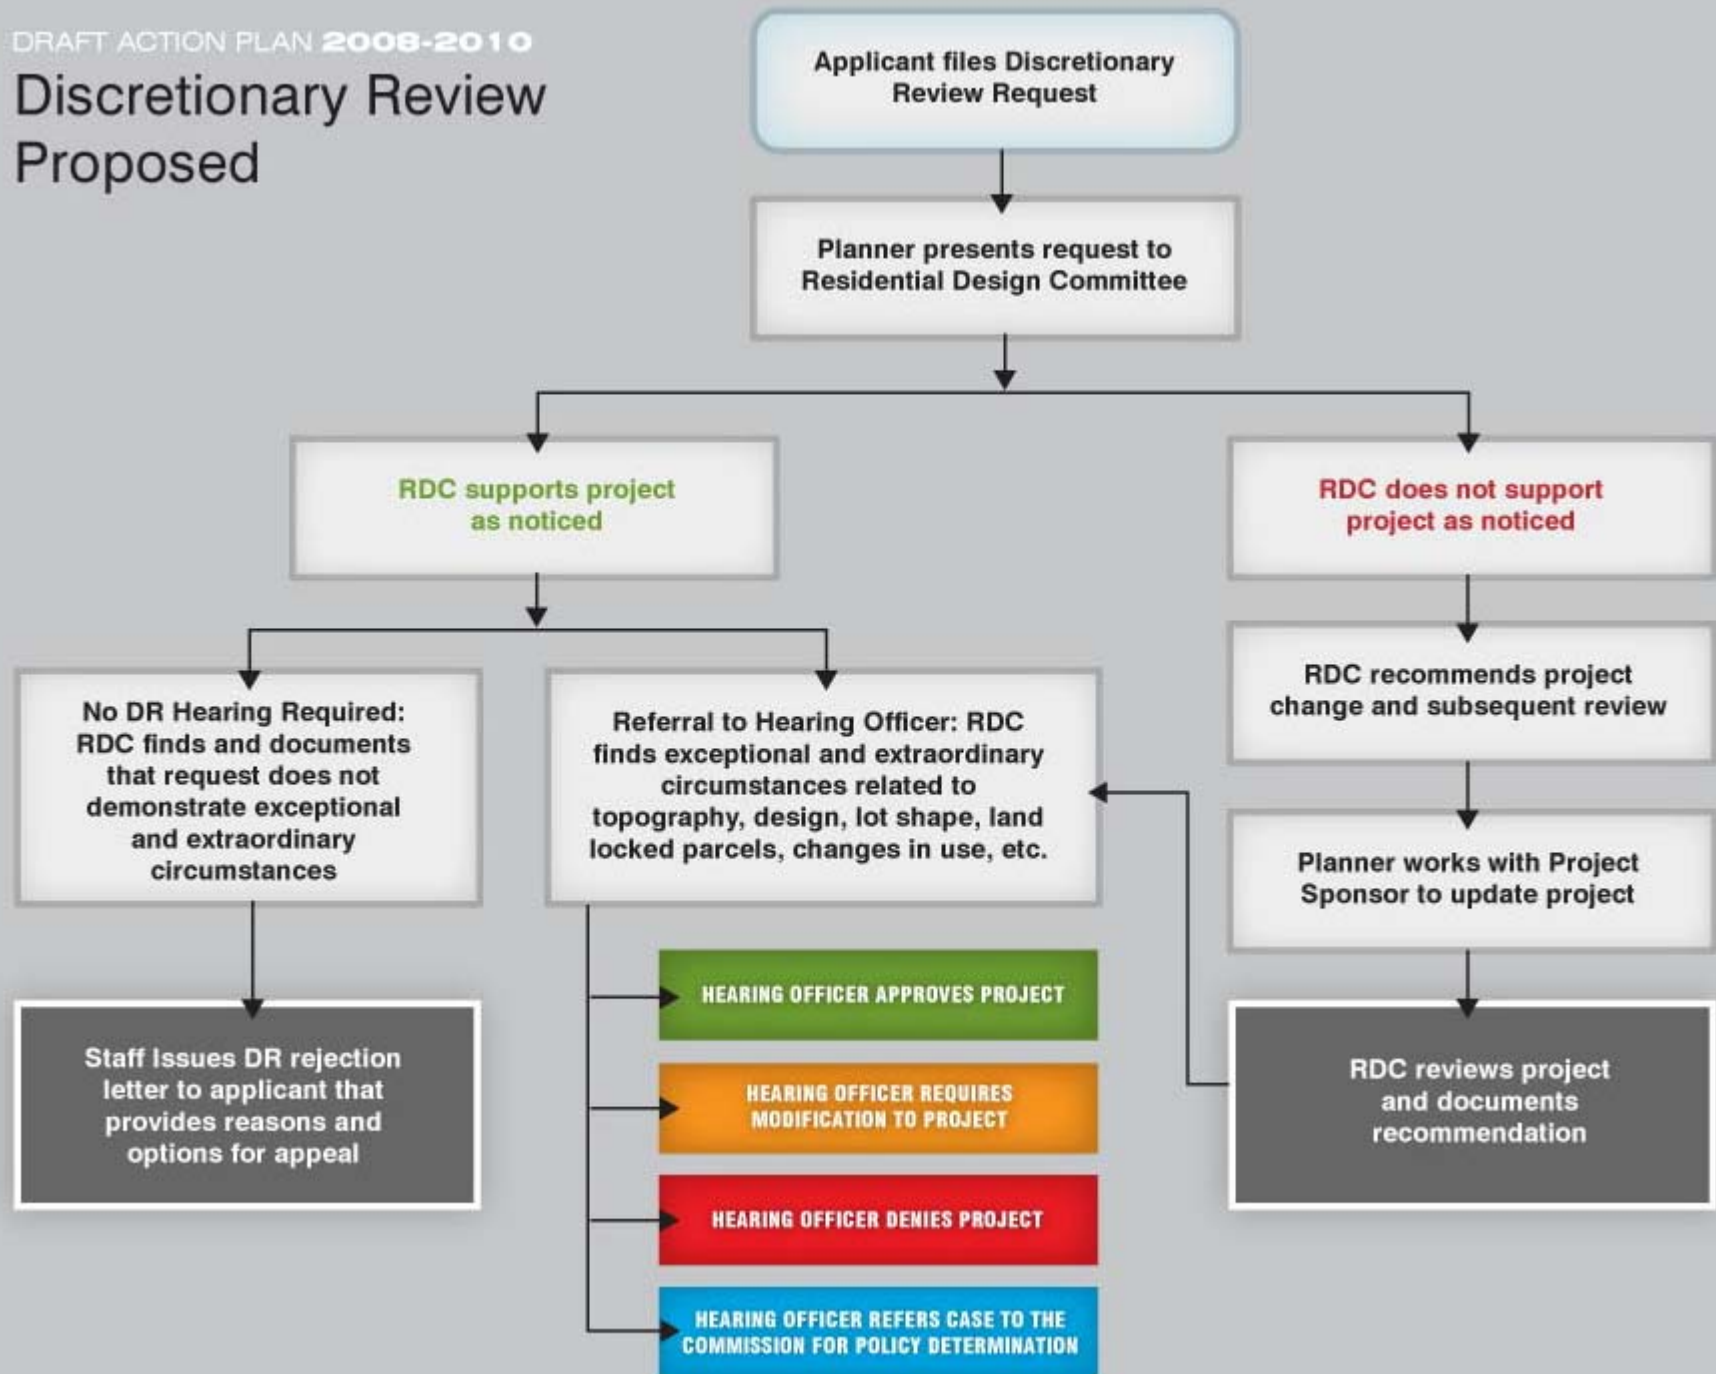 DRAFT ACTION PLAN 2008-2010
Discretionary Review
Proposed
Applicant files Discretionary
Review Request
Planner presents request to
Residential Design Committee
RDC supports project
as noticed
RDC does not support
project as noticed
No DR Hearing Required:
RDC finds and documents
that request does not
demonstrate exceptional
and extraordinary
circumstances
Referral to Hearing Officer: RDC
finds exceptional and extraordinary
circumstances related to
topography, design, lot shape, land
locked parcels, changes in use, etc.
RDC recommends project
change and subsequent review
Planner works with Project
Sponsor to update project
Staff Issues DR rejection
letter to applicant that
provides reasons and
options for appeal
HEARING OFFICER APPROVES PROJECT
HEARING OFFICER REQUIRES
MODIFICATION TO PROJECT
HEARING OFFICER DENIES PROJECT
HEARING OFFICER REFERS CASE TO THE
COMMISSION FOR POLICY DETERMINATION
RDC reviews project
and documents
recommendation